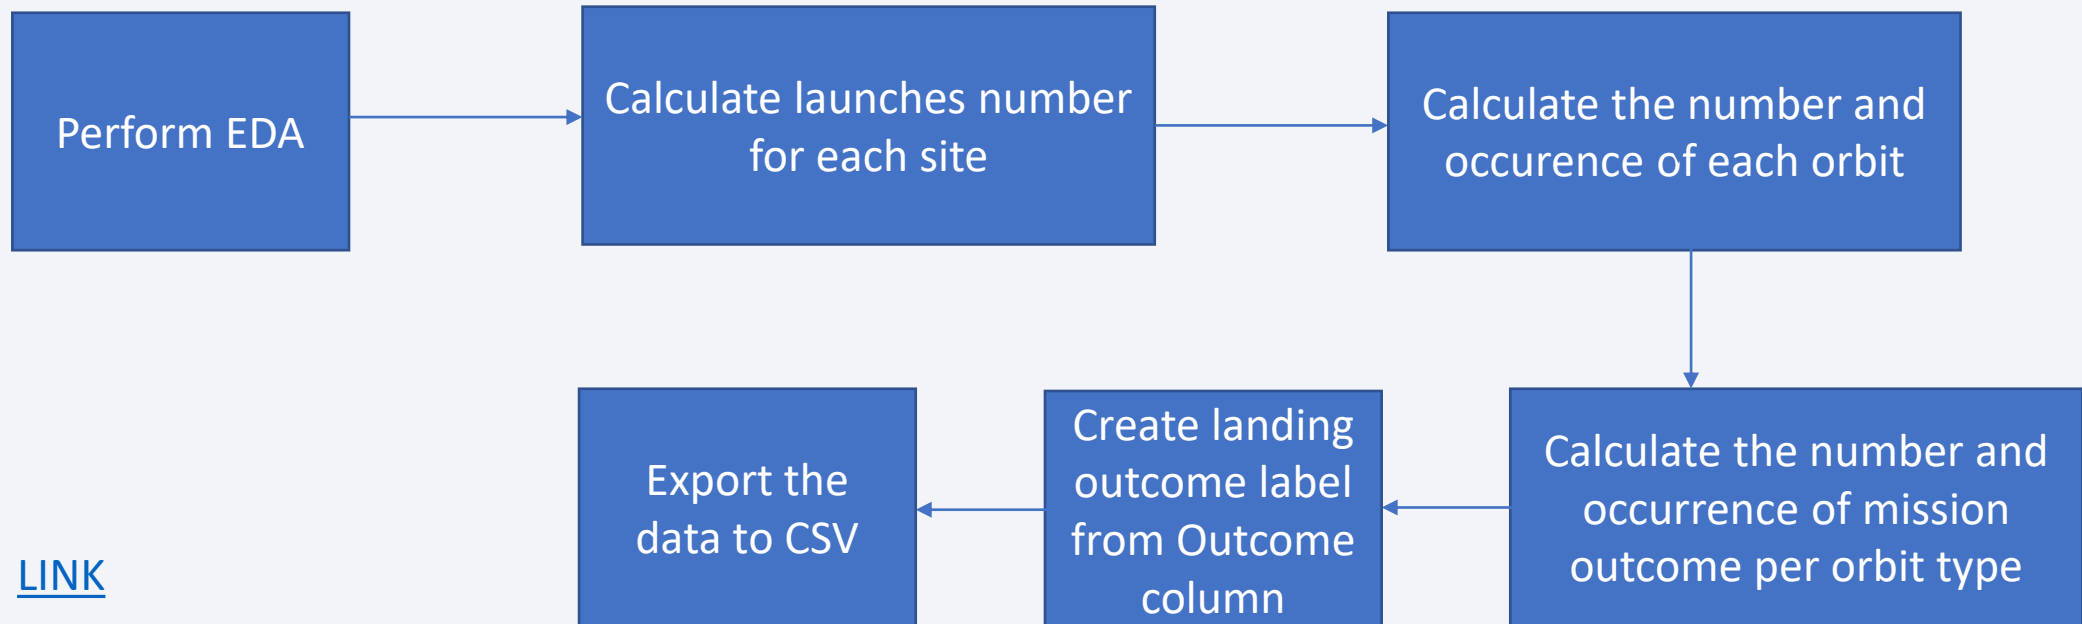 Perform EDA
Calculate launches number
for each site
Calculate the number and
occurence of each orbit
Calculate the number and
occurrence of mission
outcome per orbit type
Create landing
outcome label
from Outcome
column
Export the
data to CSV
LINK